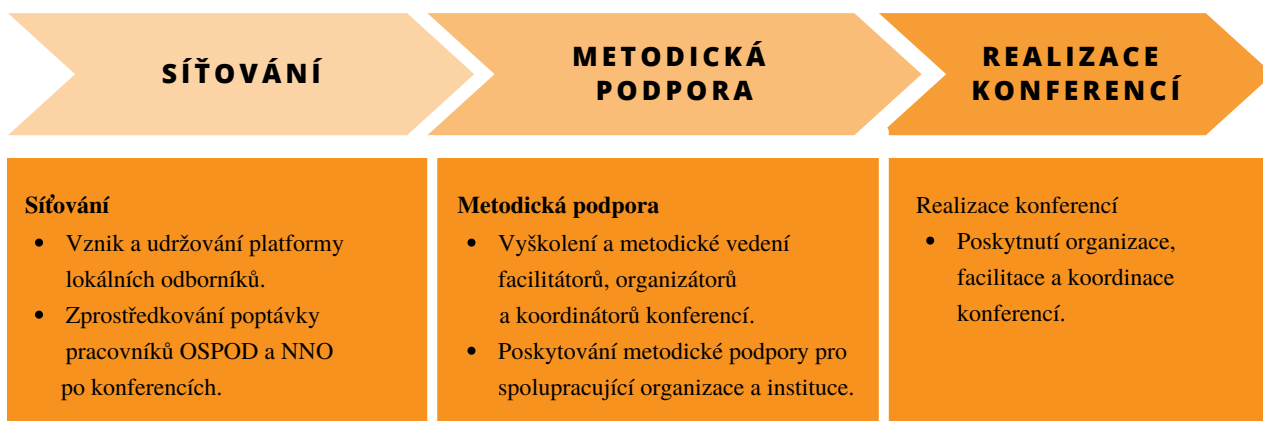 SÍŤOVÁNÍ
METODICKÁ
PODPORA
REALIZACE
KONFERENCÍ
Síťování
• Vznik a udržování platformy
lokálních odborníků.
• Zprostředkování poptávky
pracovníků OSPOD a NNO
po konferencích.
Metodická podpora
• Vyškolení a metodické vedení
facilitátorů, organizátorů
a koordinátorů konferencí.
• Poskytování metodické podpory pro
spolupracující organizace a instituce.
Realizace konferencí
• Poskytnutí organizace,
facilitace a koordinace
konferencí.